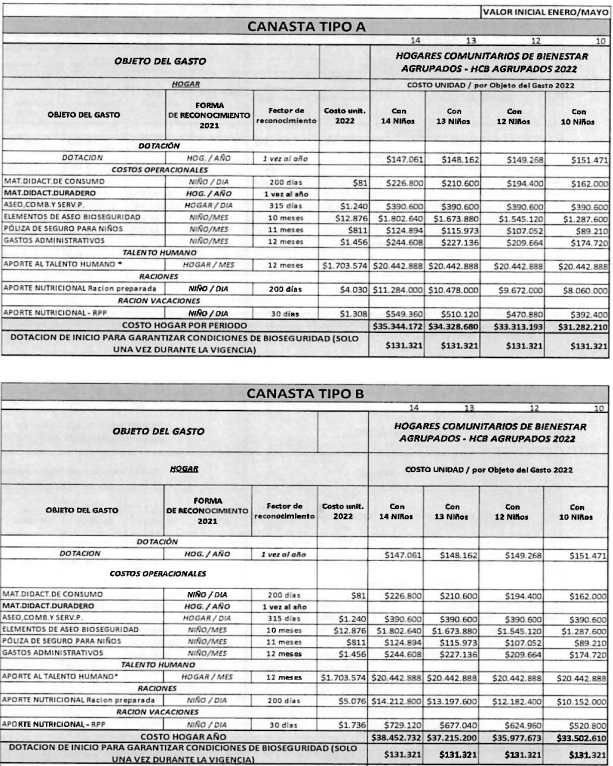 VALOR INICIAL ENERO/MAYO
CANASTA TIPO A
14 13 12 10
OBJETO DEL GASTO HOGARES COMUNITARIOS DE BIENESTAR AGRUPADOS - HCB AGRUPADOS 2022
HOGAR COSTO UNIDAD / por Objeto del Gasto 2022
OBJETO DEL GASTO FORMA DE RECONOCIMIENTO 2021 Factor de reconocimiento Costo unit. 2022 Con 14 Niños Con 13 Niños Con 12 Niños Con 10 Niños
DOTACIÓN
DOTACION HOG. / AÑO 1 vez al año $147.061 $148.162 $149.268 $151.471
COSTOS OPERACIONALES
MAT.DIDACT.DE CONSUMO NIÑO / DIA 200 días $81 $226.800 $210.600 $194.400 $162.000
MAT.DIDACT.DURADERO HOG. / AÑO 1 vez al año
ASEO,COMB.Y SERV.P. HOGAR / DIA 315 días $1.240 $390.600 $390.600 $390.600 $390.600
ELEMENTOS DE ASEO BIOSEGURIDAD NIÑO/MES 10 meses $12.876 $1.802.640 $1.673.880 $1.545.120 $1.287.600
PÓLIZA DE SEGURO PARA NIÑOS NIÑO/MES 11 meses $811 $124.894 $115.973 $107.052 $89.210
GASTOS ADMINISTRATIVOS NIÑO/MES 12 meses $1.456 $244.608 $227.136 $209.664 $174.720
TALENTO HUMANO
APORTE AL TALENTO HUMANO * HOGAR / MES 12 meses $1.703.574 $20.442.888 $20.442.888 $20.442.888 $20.442.888
RACIONES
APORTE NUTRICIONAL Racion preparada NIÑO / DIA 200 días $4.030 $11.284.000 $10.478.000 $9.672.000 $8.060.000
RACION VACACIONES
APORTE NUTRICIONAL - RPP NIÑO / DIA 30 días $1.308 $549.360 $510.120 $470.880 $392.400
COSTO HOGAR POR PERIODO $35.344.172 $34.328.680 $33.313.193 $31.282.210
DOTACION DE INICIO PARA GARANTIZAR CONDICIONES DE BIOSEGURIDAD (SOLO UNA VEZ DURANTE LA VIGENCIA) $131.321 $131.321 $131.321 $131.321
CANASTA TIPO B
14 13 12 10
OBJETO DEL GASTO HOGARES COMUNITARIOS DE BIENESTAR AGRUPADOS - HCB AGRUPADOS 2022
HOGAR COSTO UNIDAD / por Objeto del Gasto 2022
OBJETO DEL GASTO FORMA DE RECONOCIMIENTO 2021 Factor de reconocimiento Costo unit. 2022 Con 14 Niños Con 13 Niños Con 12 Niños Con 10 Niños
DOTACIÓN
DOTACION HOG. / AÑO 1 vez al año $147.061 $148.162 $149.268 $151.471
COSTOS OPERACIONALES
MAT.DIDACT.DE CONSUMO NIÑO / DIA 200 días $81 $226.800 $210.600 $194.400 $162.000
MAT.DIDACT.DURADERO HOG. / AÑO 1 vez al año
ASEO,COMB.Y SERV.P. HOGAR / DIA 315 días $1.240 $390.600 $390.600 $390.600 $390.600
ELEMENTOS DE ASEO BIOSEGURIDAD NIÑO/MES 10 meses $12.876 $1.802.640 $1.673.880 $1.545.120 $1.287.600
PÓLIZA DE SEGURO PARA NIÑOS NIÑO/MES 11 meses $811 $124.894 $115.973 $107.052 $89.210
GASTOS ADMINISTRATIVOS NIÑO/MES 12 meses $1.456 $244.608 $227.136 $209.664 $174.720
TALENTO HUMANO
APORTE AL TALENTO HUMANO* HOGAR / MES 12 meses $1.703.574 $20.442.888 $20.442.888 $20.442.888 $20.442.888
RACIONES
APORTE NUTRICIONAL Racion preparada NIÑO / DIA 200 días $5.076 $14.212.800 $13.197.600 $12.182.400 $10.152.000
RACION VACACIONES
APORTE NUTRICIONAL - RPP NIÑO / DIA 30 días $1.736 $729.120 $677.040 $624.960 $520.800
COSTO HOGAR AÑO $38.452.732 $37.215.200 $35.977.673 $33.502.610
DOTACION DE INICIO PARA GARANTIZAR CONDICIONES DE BIOSEGURIDAD (SOLO UNA VEZ DURANTE LA VIGENCIA) $131.321 $131.321 $131.321 $131.321